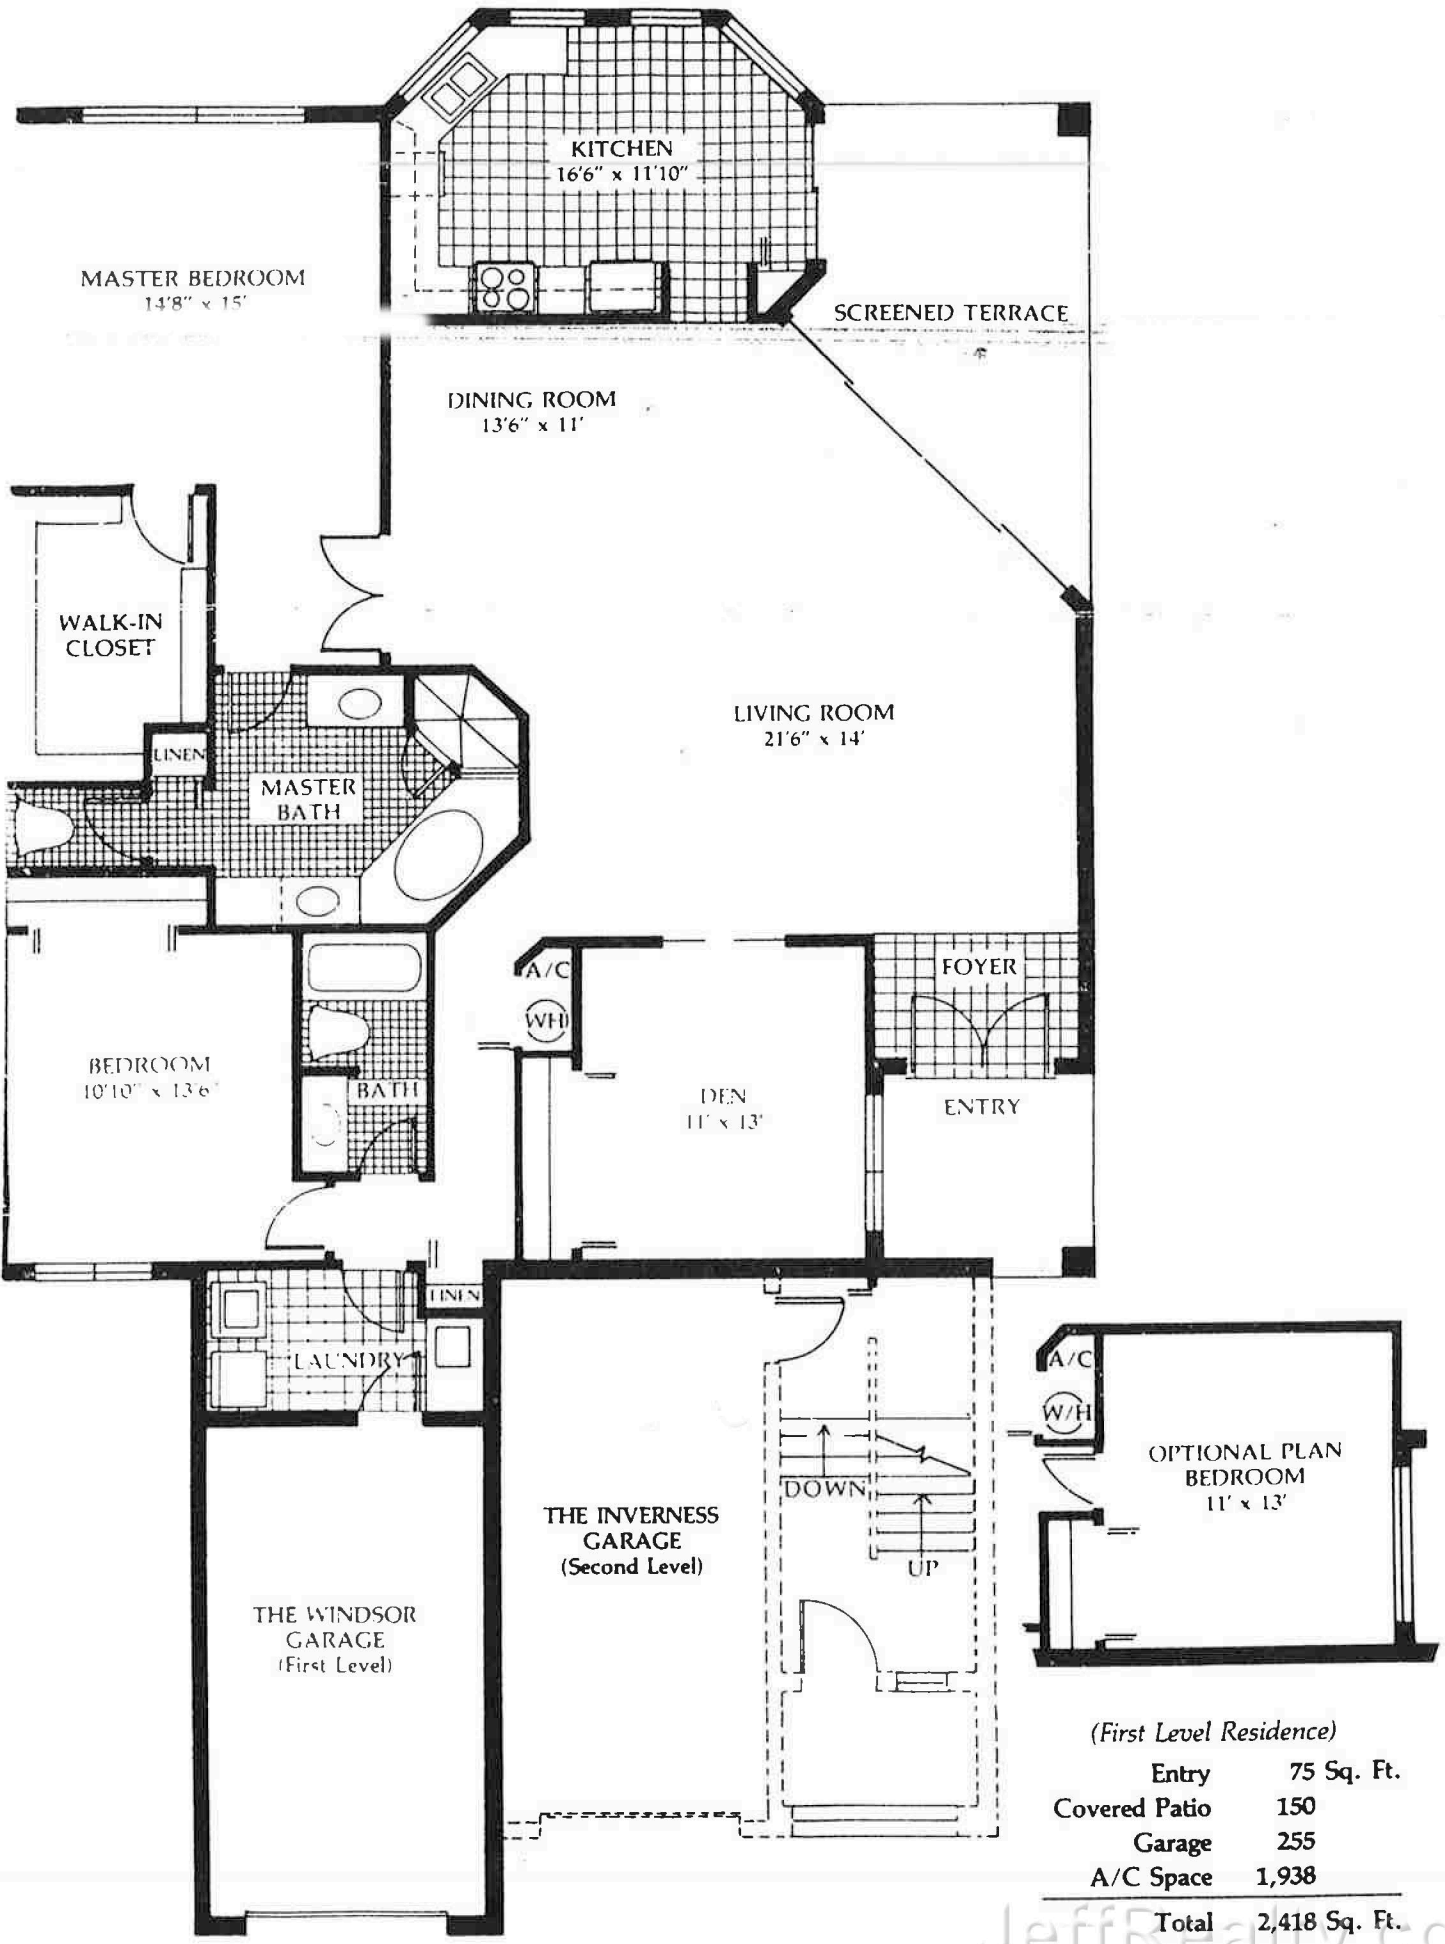 KITCHEN
16'6" x 11'10"
MASTER BEDROOM
14'8" x 15'
SCREENED TERRACE
DINING ROOM
13'6" x 11'
WALK-IN
CLOSET
LIVING ROOM
21'6" x 14'
LINEN
MASTER
BATH
A/C
WH
FOYER
BEDROOM
10'10" x 13'6"
BATH
DEN
11' x 13'
ENTRY
LINEN
LAUNDRY
A/C
W/H
OPTIONAL PLAN
BEDROOM
11' x 13'
DOWN
UP
THE INVERNESS
GARAGE
(Second Level)
THE WINDSOR
GARAGE
(First Level)
(First Level Residence)
Entry 75 Sq. Ft.
Covered Patio 150
Garage 255
A/C Space 1,938
Total 2,418 Sq. Ft.
JeffRealty.co